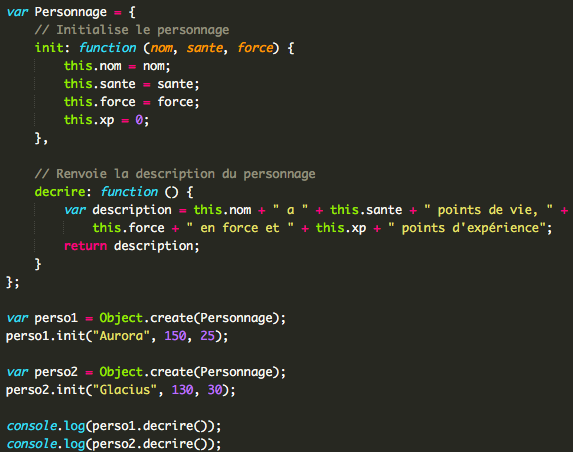 var Personnage = {
// Initialise le personnage
init: function (nom, sante, force) {
this.nom = nom;
this.sante = sante;
this.force = force;
this.xp = 0;
},
// Renvoie la description du personnage
decrire: function () {
var description = this.nom + " a " + this.sante + " points de vie, " +
this.force + " en force et " + this.xp + " points d'expérience";
return description;
}
};
var perso1 = Object.create(Personnage);
perso1.init("Aurora", 150, 25);
var perso2 = Object.create(Personnage);
perso2.init("Glacius", 130, 30);
console.log(perso1.decrire());
console.log(perso2.decrire());